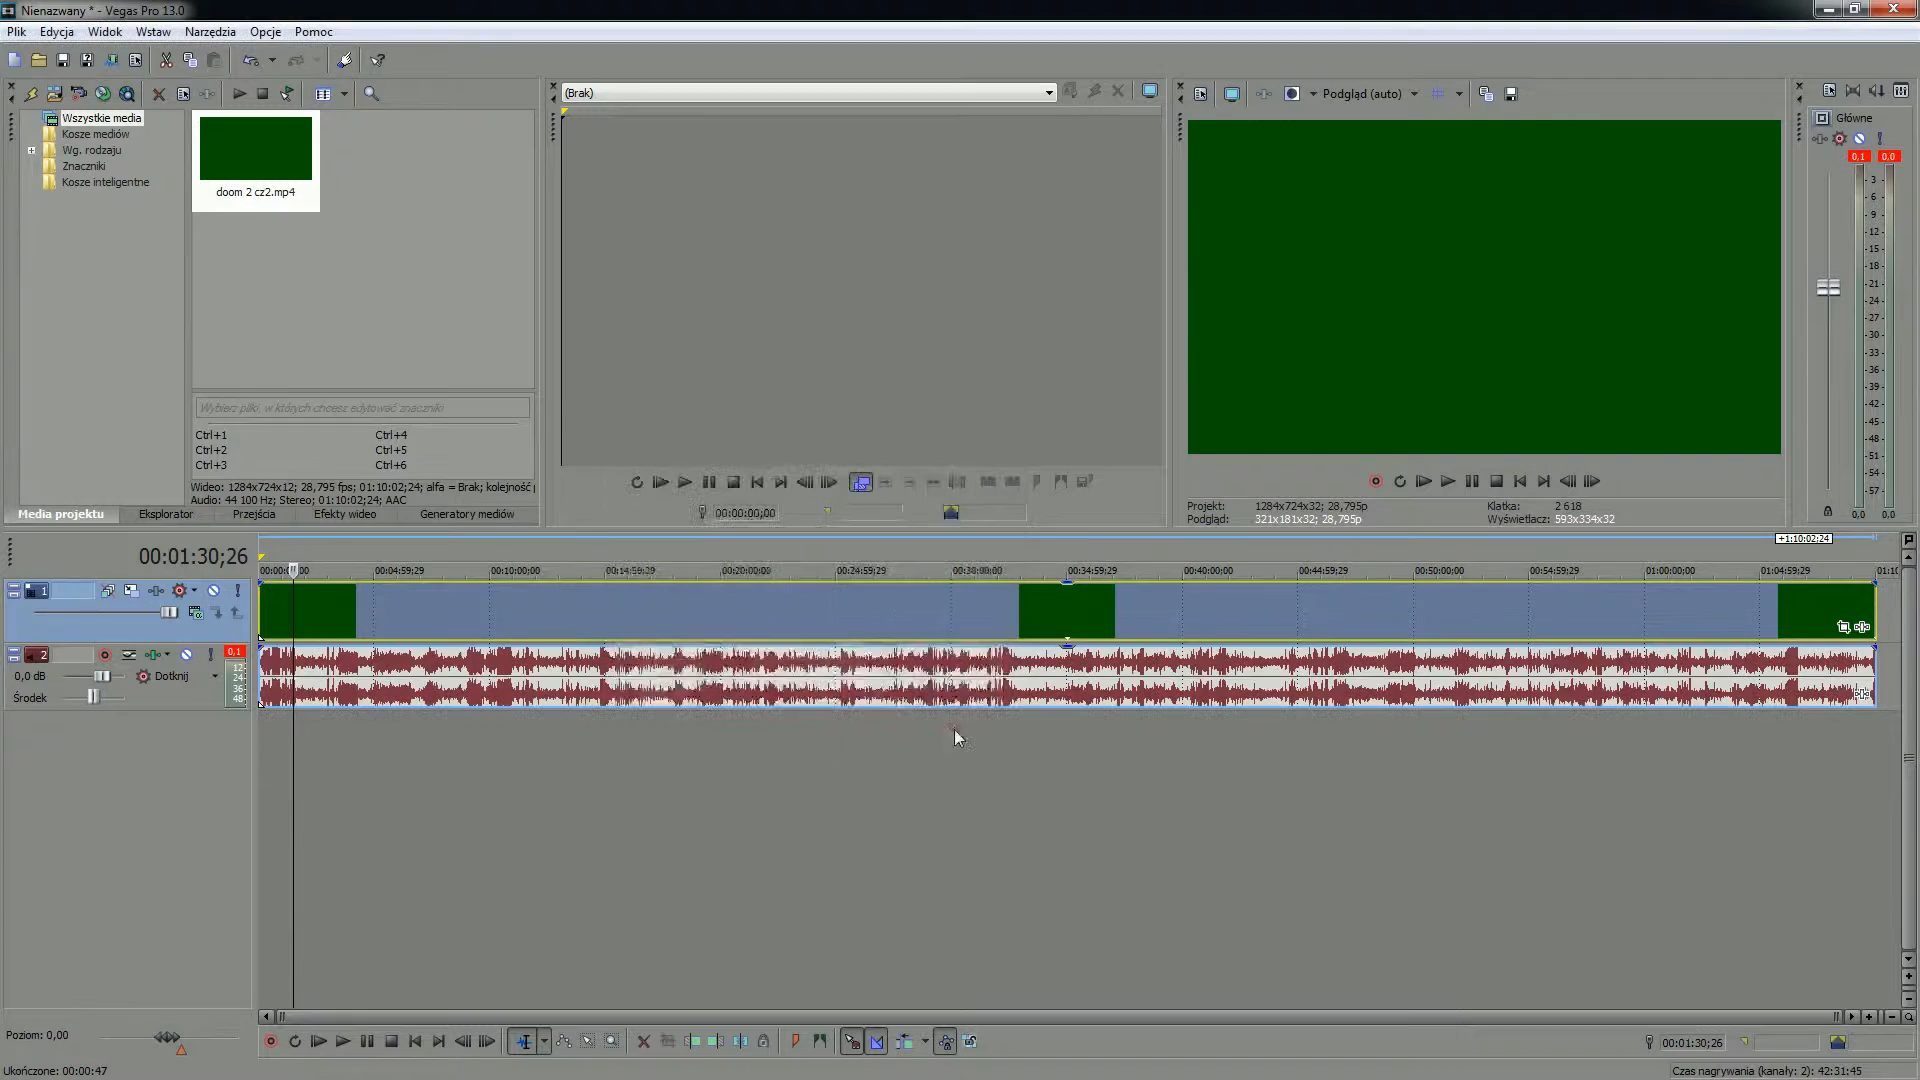 Nienazwany * - Vegas Pro 13.0
Plik Edycja Widok Wstaw Narzędzia Opcje Pomoc
(Brak)
Podgląd (auto)
Główne
Wszystkie media
Kosze mediów
Wg. rodzaju
Znaczniki
Kosze inteligentne
doom 2 cz2.mp4
0,1 0,0
3
6
9
12
15
18
21
24
27
30
33
36
39
42
45
48
51
54
57
0,0 0,0
Wybierz pliki, w których chcesz edytować znaczniki
Ctrl+1 Ctrl+4
Ctrl+2 Ctrl+5
Ctrl+3 Ctrl+6
Wideo: 1284x724x12; 28,795 fps; 01:10:02;24; alfa = Brak; kolejność
Audio: 44 100 Hz; Stereo; 01:10:02;24, AAC
Media projektu Eksplorator Przejścia Efekty wideo Generatory mediów
00:00:00;00
Projekt: 1284x724x32; 28,795p Klatka: 2 618
Podgląd: 321x181x32; 28,795p Wyświetlacz: 593x334x32
+1:10:02;24
00:01:30;26
00:04:59;29 00:10:00;00 00:14:59;29 00:20:00;00 00:24:59;29 00:30:00;00 00:34:59;29 00:40:00;00 00:44:59;29 00:50:00;00 00:54:59;29 01:00:00;00 01:04:59;29 01:10
1
2
0,1
12
24
36
48
0,0 dB Dotknij
Środek
Poziom: 0,00
00:01:30;26
Ukończone: 00:00:47
Czas nagrywania (kanały: 2): 42:31:45